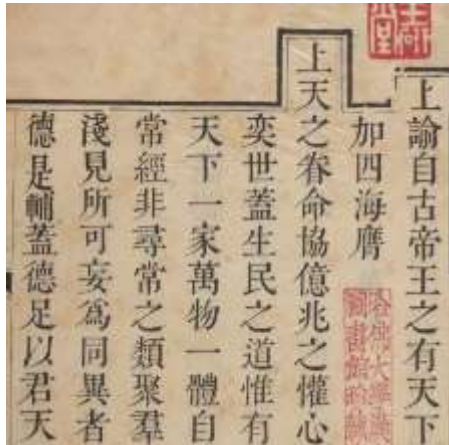 上諭自古帝王之有天下
加四海膺
上天之眷命協億兆之懽心
奕世蓋生民之道惟有
天下一家萬物一體自
常經非尋常之類聚羣
淺見所可妄爲同異者
德是輔蓋德足以君天